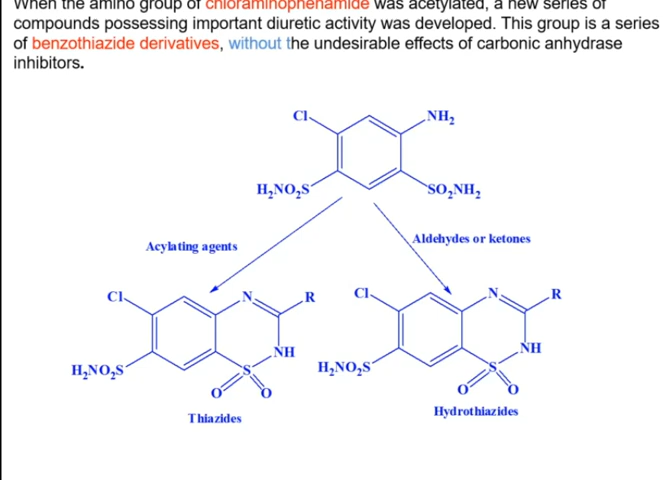 When the amino group of chloraminophenamide was acetylated, a new series of
compounds possessing important diuretic activity was developed. This group is a series
of benzothiazide derivatives, without the undesirable effects of carbonic anhydrase
inhibitors.
Cl NH2
H2NO2S SO2NH2
Acylating agents Aldehydes or ketones
Cl N R Cl N R
NH NH
H2NO2S S H2NO2S S
O O O O
Thiazides Hydrothiazides